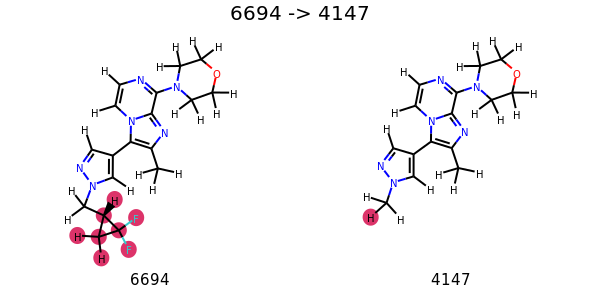 6694 -> 4147
H H H H H H
H N N O H N N O
H N H H H H N H H H
H N H N
N H H H N H H H
N H H N H H
H H F H H
H H F H
6694 4147